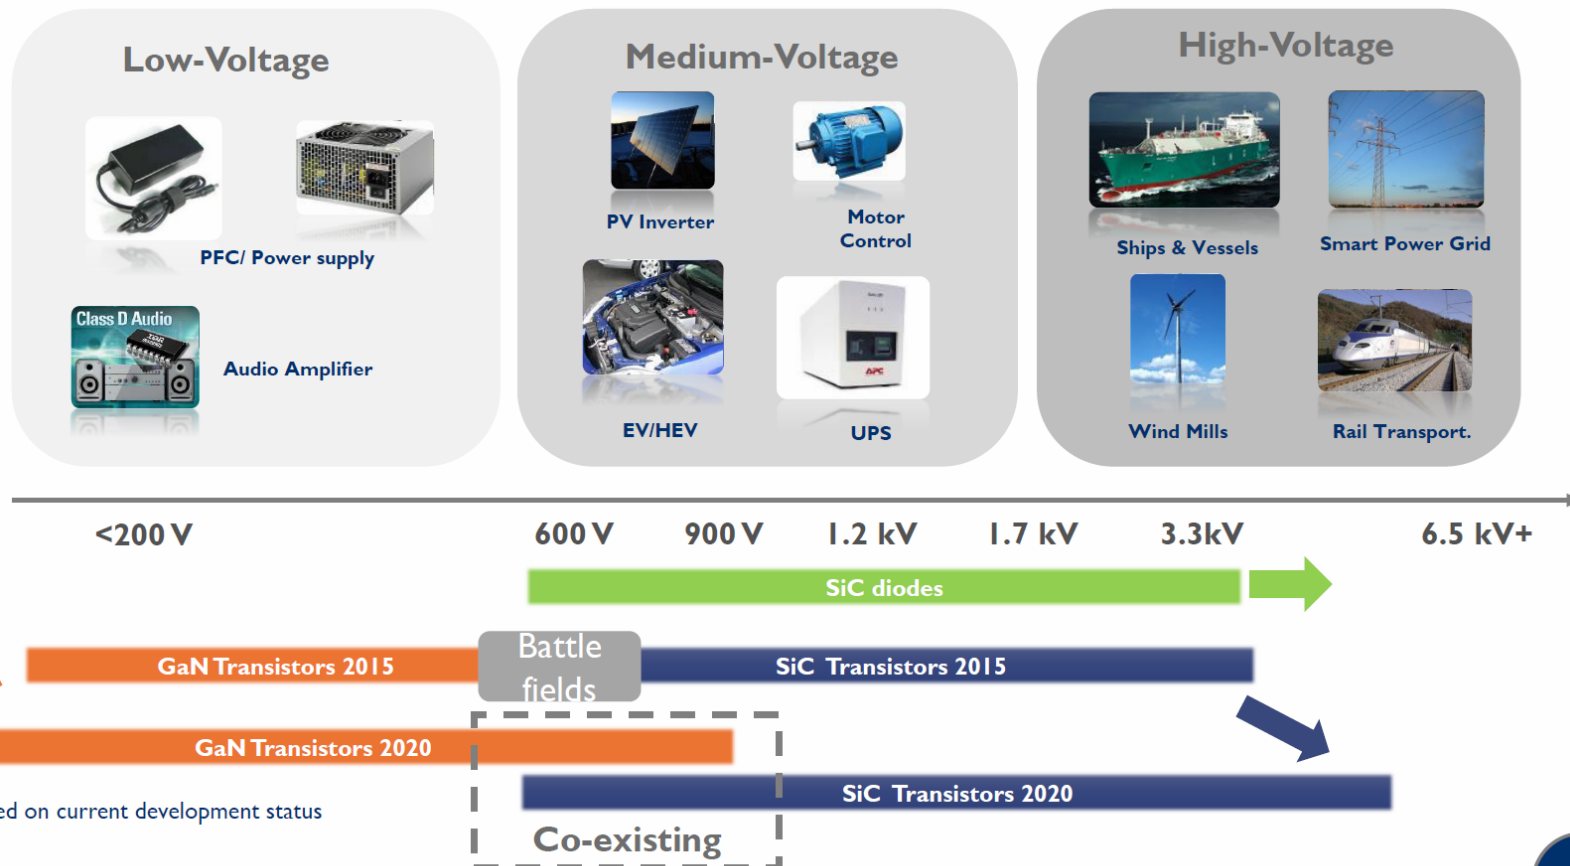 Low-Voltage
Medium-Voltage
High-Voltage
PFC/ Power supply
Class D Audio
Audio Amplifier
PV Inverter
Motor
Control
EV/HEV
APC
UPS
Ships & Vessels
Smart Power Grid
Wind Mills
Rail Transport.
<200 V
600 V
900 V
1.2 kV
1.7 kV
3.3kV
6.5 kV+
SiC diodes
GaN Transistors 2015
Battle
fields
SiC Transistors 2015
GaN Transistors 2020
SiC Transistors 2020
ed on current development status
Co-existing